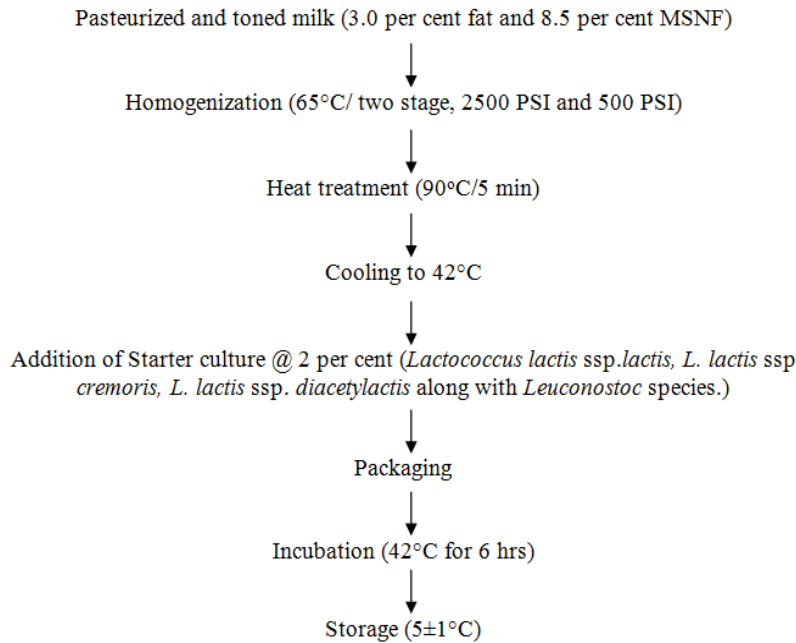 Pasteurized and toned milk (3.0 per cent fat and 8.5 per cent MSNF)
Homogenization (65°C/ two stage, 2500 PSI and 500 PSI)
Heat treatment (90°C/5 min)
Cooling to 42°C
Addition of Starter culture @ 2 per cent (Lactococcus lactis ssp.lactis, L. lactis ssp
cremoris, L. lactis ssp. diacetylactis along with Leuconostoc species.)
Packaging
Incubation (42°C for 6 hrs)
Storage (5±1°C)